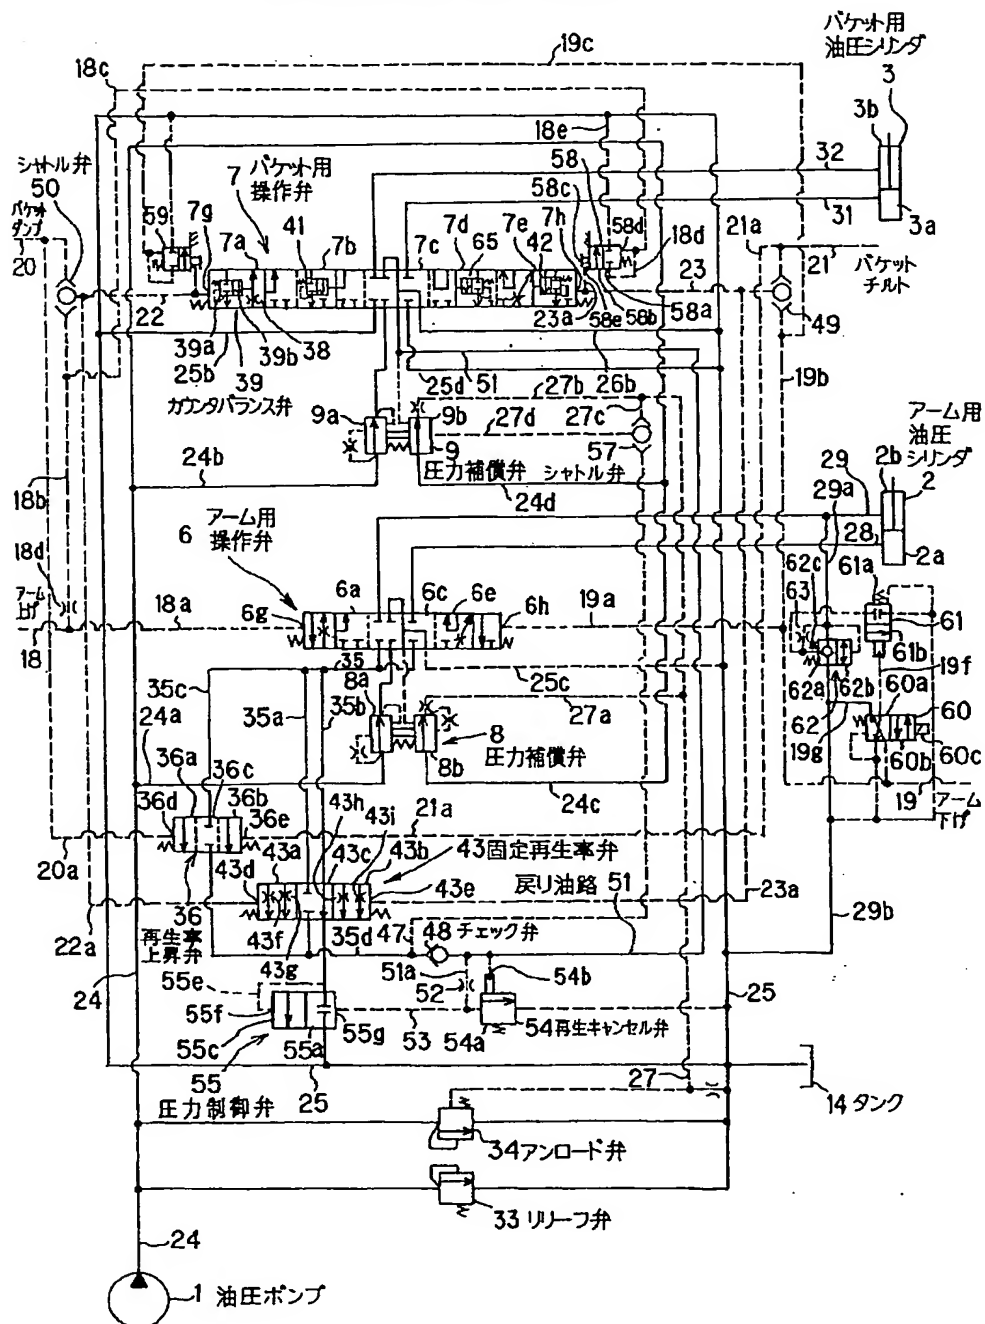 バケット用
油圧シリンダ
19c
18c
3
3b
18e
32
シャトル弁
50
7
バケット用
操作弁
58
58c
31
3a
バケット
ダンプ
59
7g
7a
41
7b
7c
7d
65
7e
42
7h
58d
18d
21a
21
20
22
23
バケット
チルト
39a
39b
38
25b
39
カウンタバランス弁
25d
51
23a
58e
58b
58a
26b
49
9a
9b
27b
27d
27c
19b
アーム用
油圧
シリンダ
9
圧力補償弁
57
シャトル弁
2b
2
24b
24d
29
29a
28
2a
18b
6
アーム用
操作弁
18d
62c
61a
63
アーム
上げ
18
18a
6g
6a
6c
6e
6h
19a
61
61b
19f
35
62a
62b
60a
35c
25c
24a
35a
35b
8a
27a
60
62
19g
36a
36c
8
圧力補償弁
8b
60b
60c
36d
36b
36e
43h
24c
19
アーム
下げ
20a
43a
43i
21a
43c
43b
43d
43固定再生率弁
36
43e
戻り油路
51
23a
22a
再生率
上昇弁
43f
43g
35d
47
48 チェック弁
29b
24
55e
51a
52
54b
25
55f
55g
53
54a
54再生キャンセル弁
55c
55a
55
27
圧力制御弁
25
14 タンク
34アンロード弁
33 リリーフ弁
24
1 油圧ポンプ